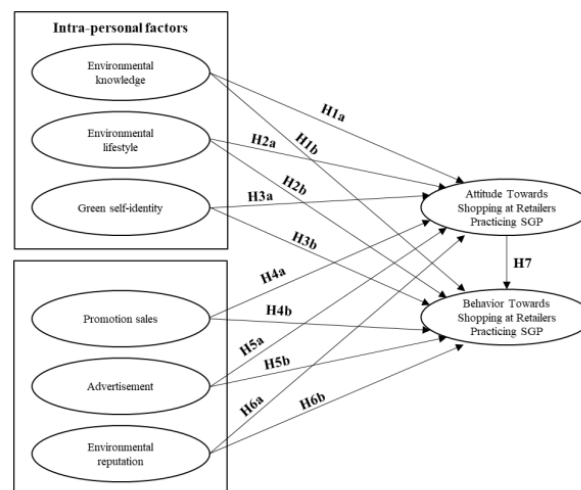 Intra-personal factors
Environmental
knowledge
Environmental
lifestyle
Green self-identity
Promotion sales
Advertisement
Environmental
reputation
H1a
H1b
H2a
H2b
H3a
H3b
H4a
H4b
H5a
H5b
H6a
H6b
Attitude Towards
Shopping at Retailers
Practicing SGP
H7
Behavior Towards
Shopping at Retailers
Practicing SGP